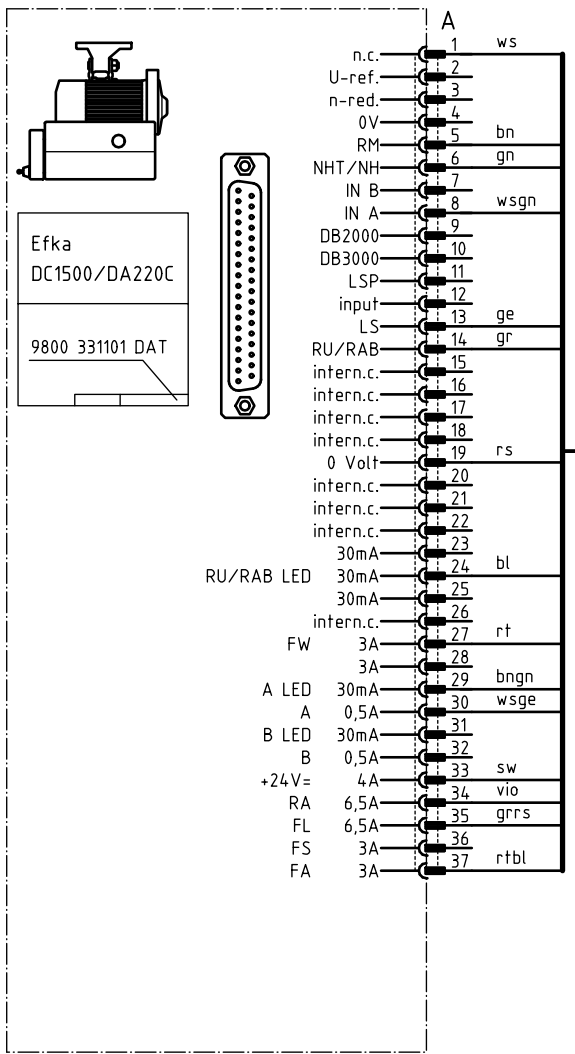 A
n.c. 1 ws
U-ref. 2
n-red. 3
0V 4
RM 5 bn
NHT/NH 6 gn
IN B 7
IN A 8 wsgn
DB2000 9
DB3000 10
LSP 11
input 12
LS 13 ge
RU/RAB 14 gr
intern.c. 15
intern.c. 16
intern.c. 17
intern.c. 18
0 Volt 19 rs
intern.c. 20
intern.c. 21
intern.c. 22
30mA 23
RU/RAB LED 30mA 24 bl
30mA 25
intern.c. 26
FW 3A 27 rt
3A 28
A LED 30mA 29 bngn
A 0,5A 30 wsge
B LED 30mA 31
B 0,5A 32
+24V= 4A 33 sw
RA 6,5A 34 vio
FL 6,5A 35 grrs
FS 3A 36
FA 3A 37 rtbl
Efka
DC1500/DA220C
9800 331101 DAT